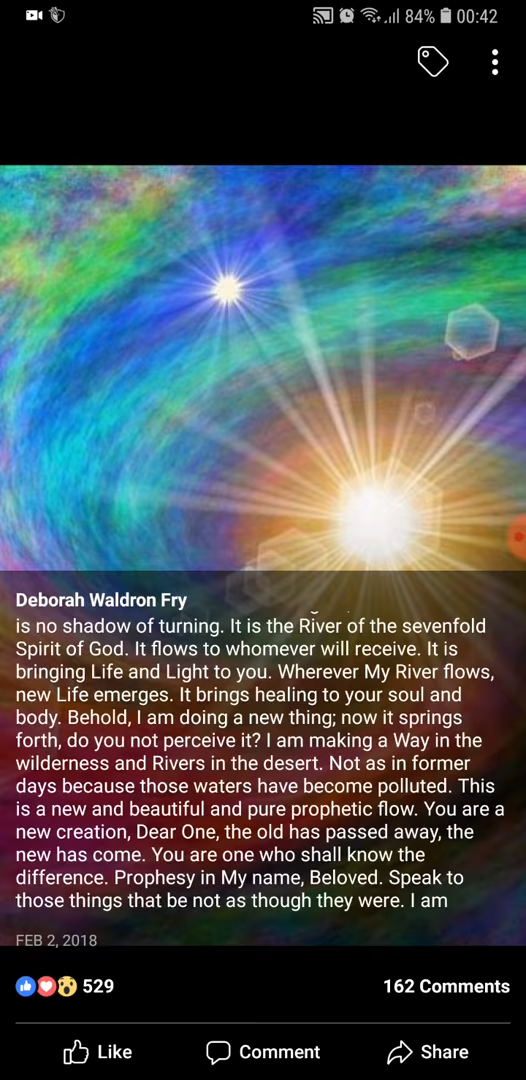 84% 00:42
Deborah Waldron Fry
is no shadow of turning. It is the River of the sevenfold
Spirit of God. It flows to whomever will receive. It is
bringing Life and Light to you. Wherever My River flows,
new Life emerges. It brings healing to your soul and
body. Behold, I am doing a new thing; now it springs
forth, do you not perceive it? I am making a Way in the
wilderness and Rivers in the desert. Not as in former
days because those waters have become polluted. This
is a new and beautiful and pure prophetic flow. You are a
new creation, Dear One, the old has passed away, the
new has come. You are one who shall know the
difference. Prophesy in My name, Beloved. Speak to
those things that be not as though they were. I am
FEB 2, 2018
529 162 Comments
Like Comment Share